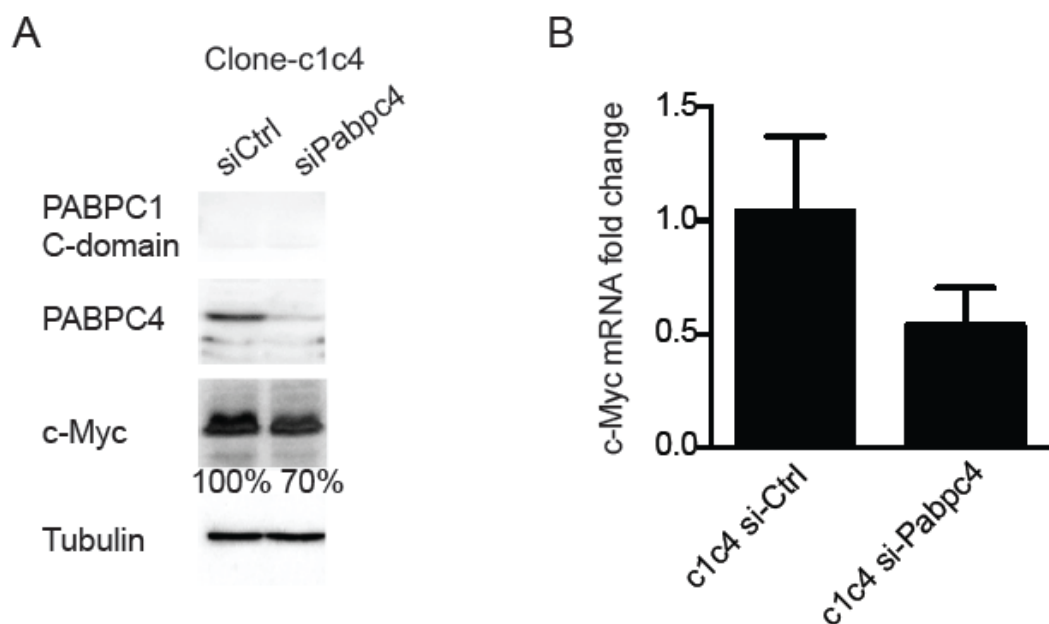 A
Clone-c1c4
siCtrl
siPabpc4
PABPC1
C-domain
PABPC4
c-Myc
100% 70%
Tubulin
B
c-Myc mRNA fold change
1.5
1.0
0.5
0.0
c1c4 si-Ctrl
c1c4 si-Pabpc4